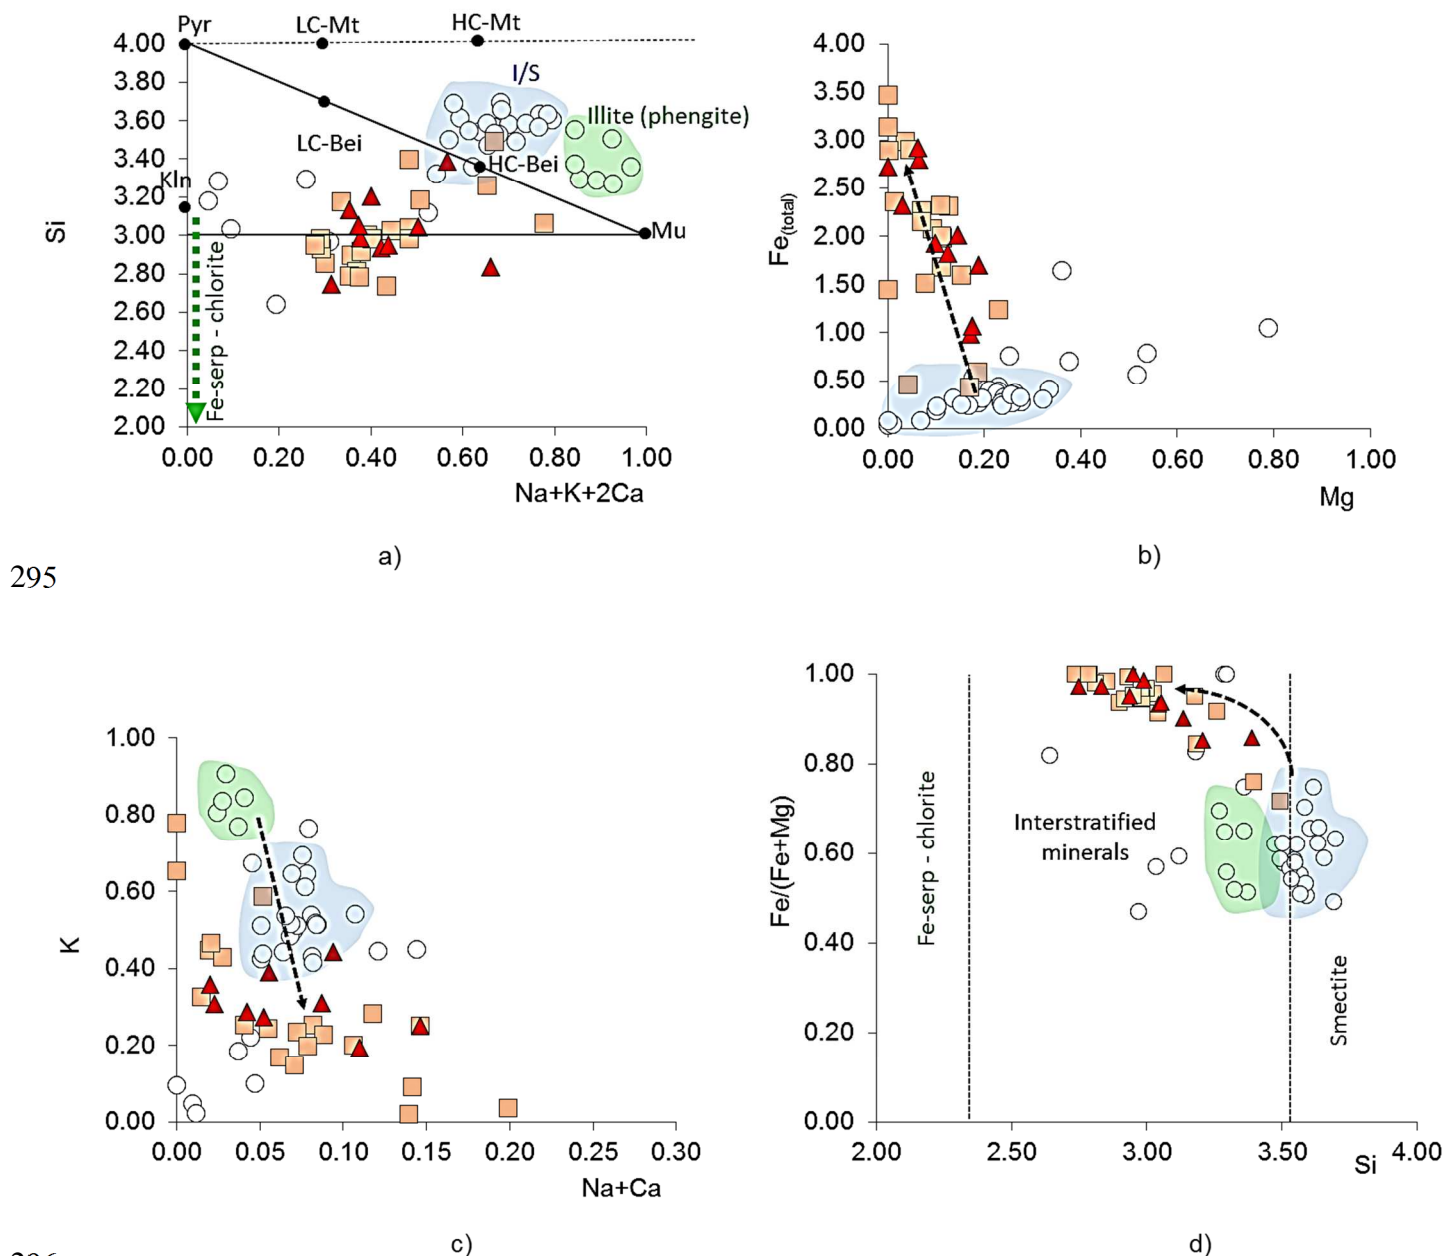 Pyr LC-Mt HC-Mt
4.00
3.80
3.60
3.40
3.20
3.00
2.80
2.60
2.40
2.20
2.00
Si
I/S
Illite (phengite)
LC-Bei
HC-Bei
Kln
Mu
Fe-serp - chlorite
0.00 0.20 0.40 0.60 0.80 1.00
Na+K+2Ca
a)
4.00
3.50
3.00
2.50
2.00
1.50
1.00
0.50
0.00
Fe(total)
0.00 0.20 0.40 0.60 0.80 1.00
Mg
b)
295
1.00
0.80
0.60
0.40
0.20
0.00
K
0.00 0.05 0.10 0.15 0.20 0.25 0.30
Na+Ca
c)
1.00
0.80
0.60
0.40
0.20
0.00
Fe/(Fe+Mg)
Fe-serp - chlorite
Interstratified
minerals
Smectite
2.00 2.50 3.00 3.50 4.00
Si
d)